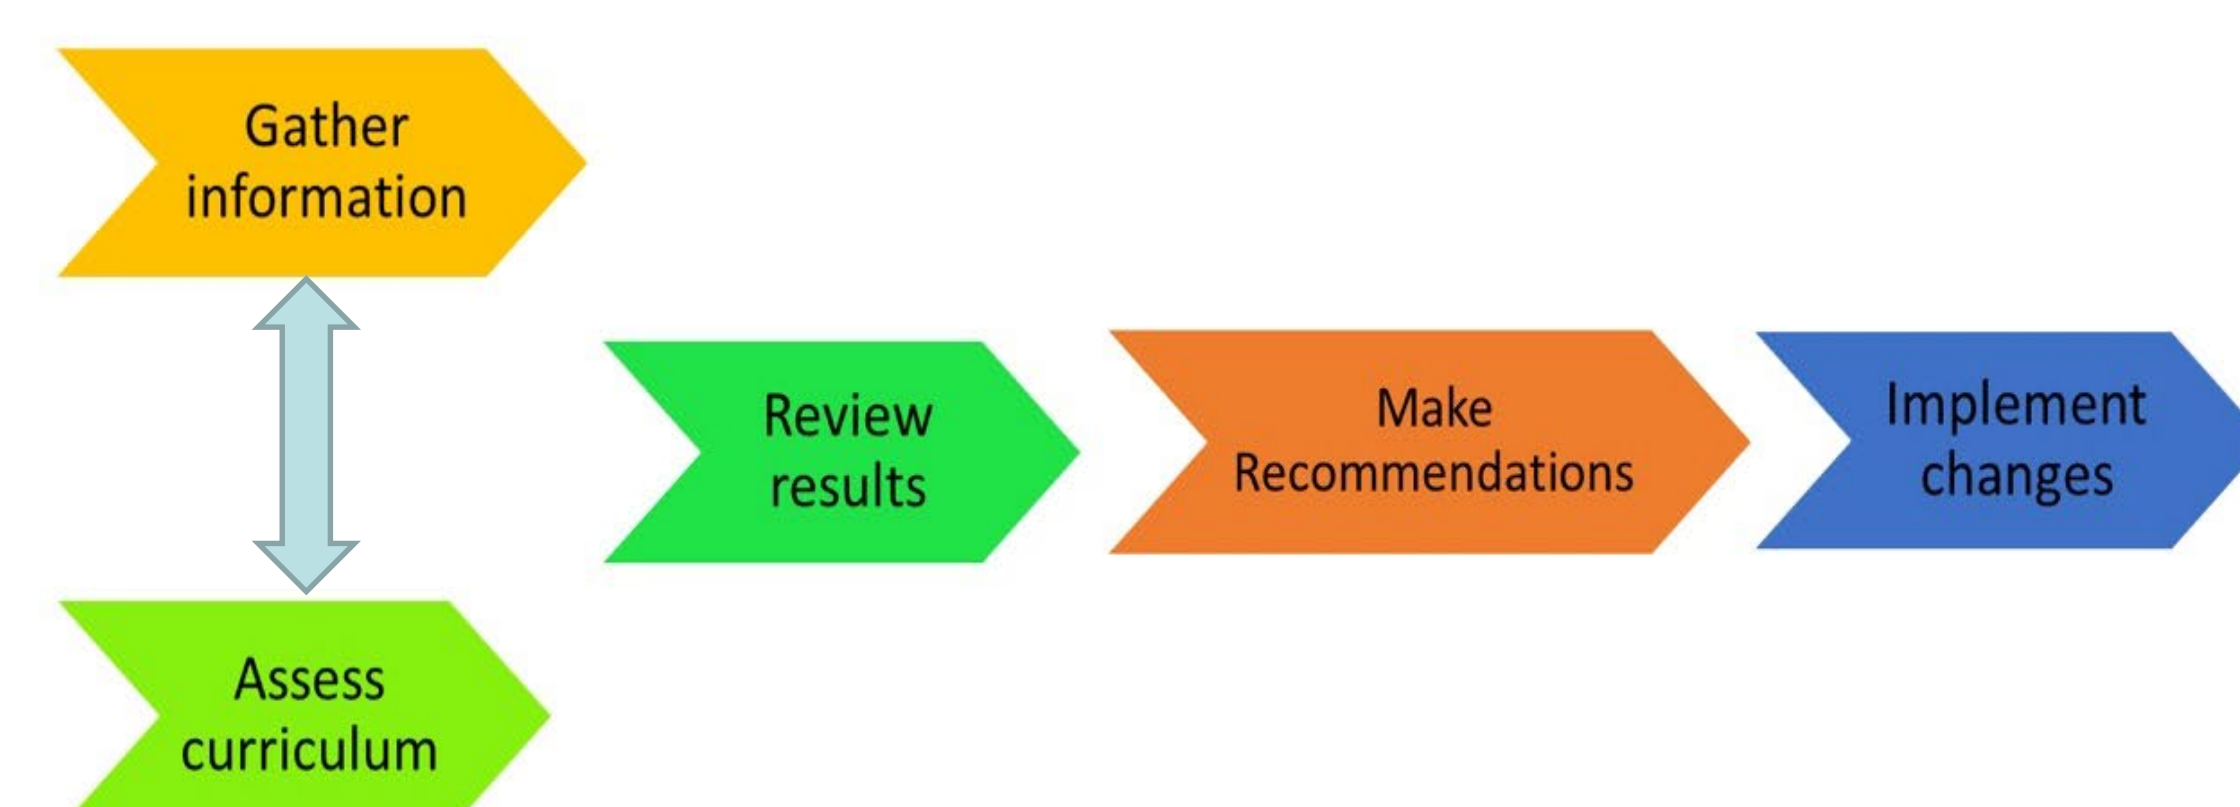 Gather
information
Review
results
Make
Recommendations
Implement
changes
Assess
curriculum